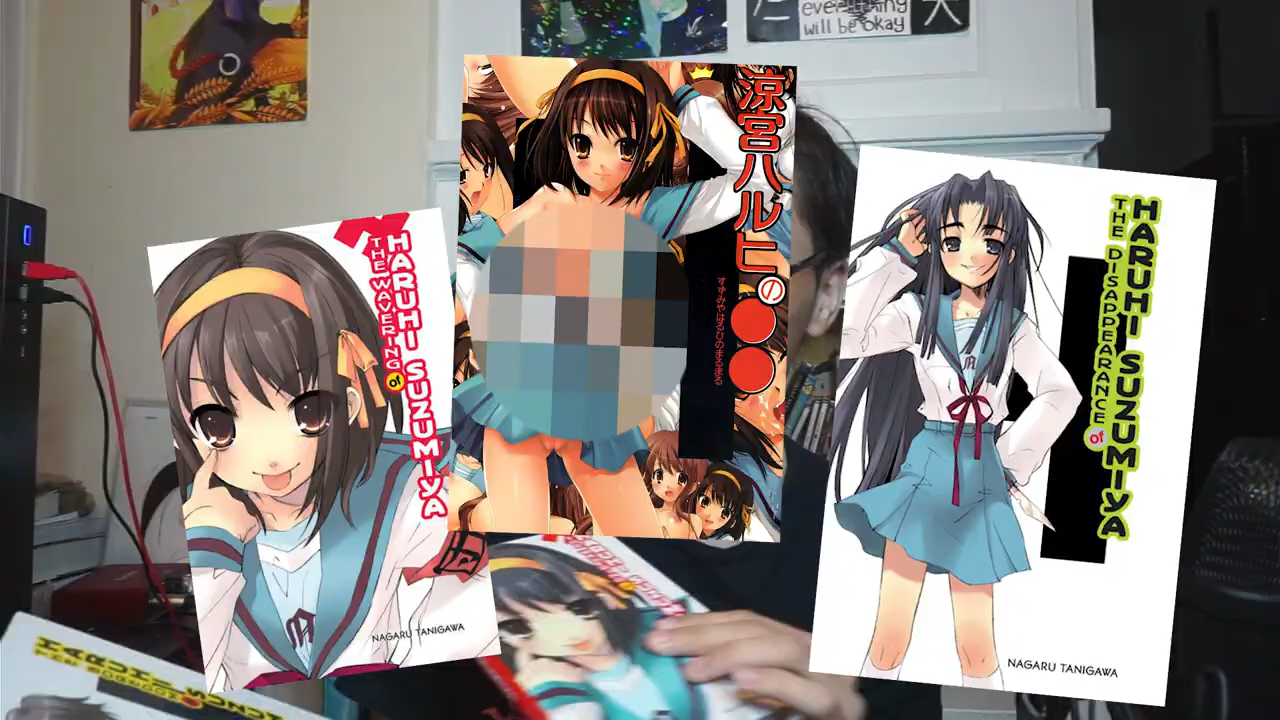 everything
will be okay
涼宮ハルヒの●●
すずみやはるひのまるまる
THE WAVERING of
HARUHI SUZUMIYA
NAGARU TANIGAWA
THE DISAPPEARANCE of
HARUHI SUZUMIYA
NAGARU TANIGAWA